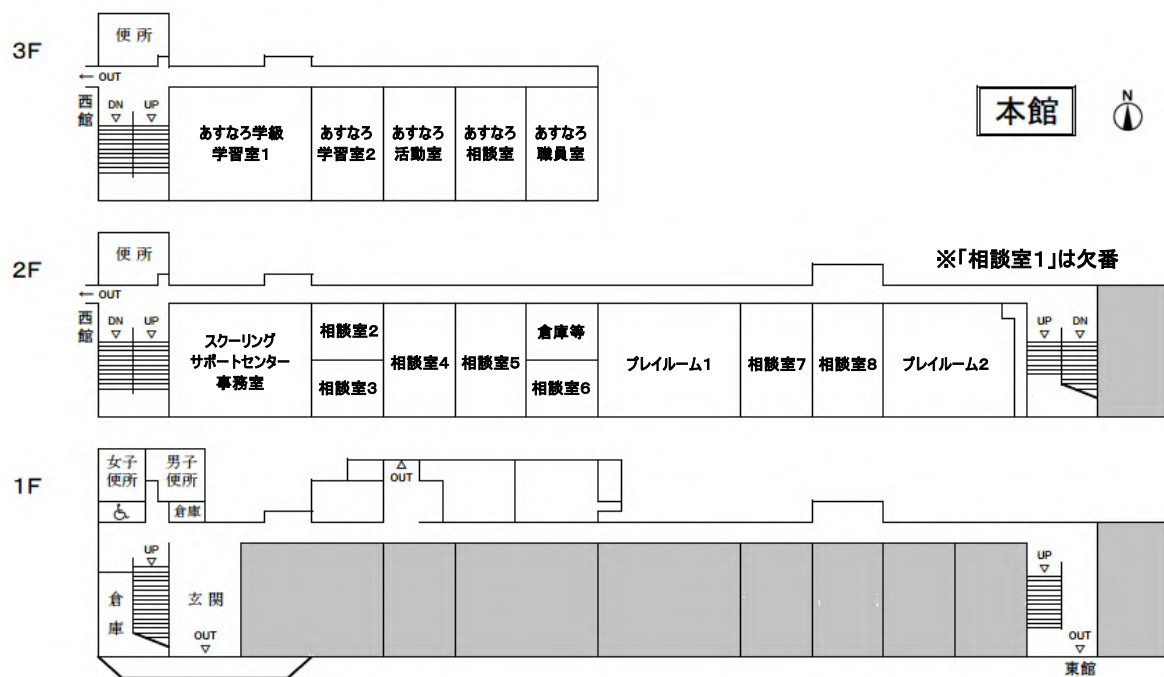 3F
便所
← OUT
西館
DN
UP
あすなろ学級
学習室1
あすなろ
学習室2
あすなろ
活動室
あすなろ
相談室
あすなろ
職員室
本館
N
2F
便所
※「相談室1」は欠番
← OUT
西館
DN
UP
スクーリング
サポートセンター
事務室
相談室2
相談室3
相談室4
相談室5
倉庫等
相談室6
プレイルーム1
相談室7
相談室8
プレイルーム2
UP
DN
1F
女子
便所
男子
便所
倉庫
OUT
UP
倉庫
玄関
OUT
UP
OUT
東館